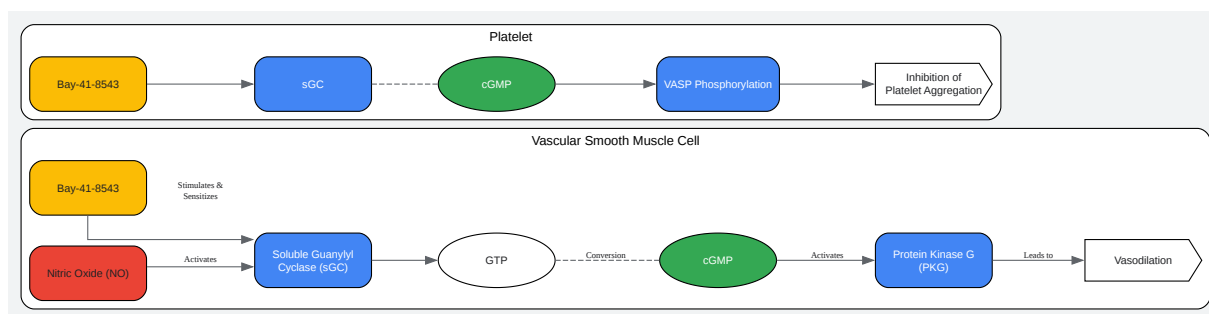 Platelet
Bay-41-8543
sGC
cGMP
VASP Phosphorylation
Inhibition of
Platelet Aggregation
Vascular Smooth Muscle Cell
Bay-41-8543
Stimulates &
Sensitizes
Nitric Oxide (NO)
Activates
Soluble Guanylyl
Cyclase (sGC)
GTP
Conversion
cGMP
Activates
Protein Kinase G
(PKG)
Leads to
Vasodilation